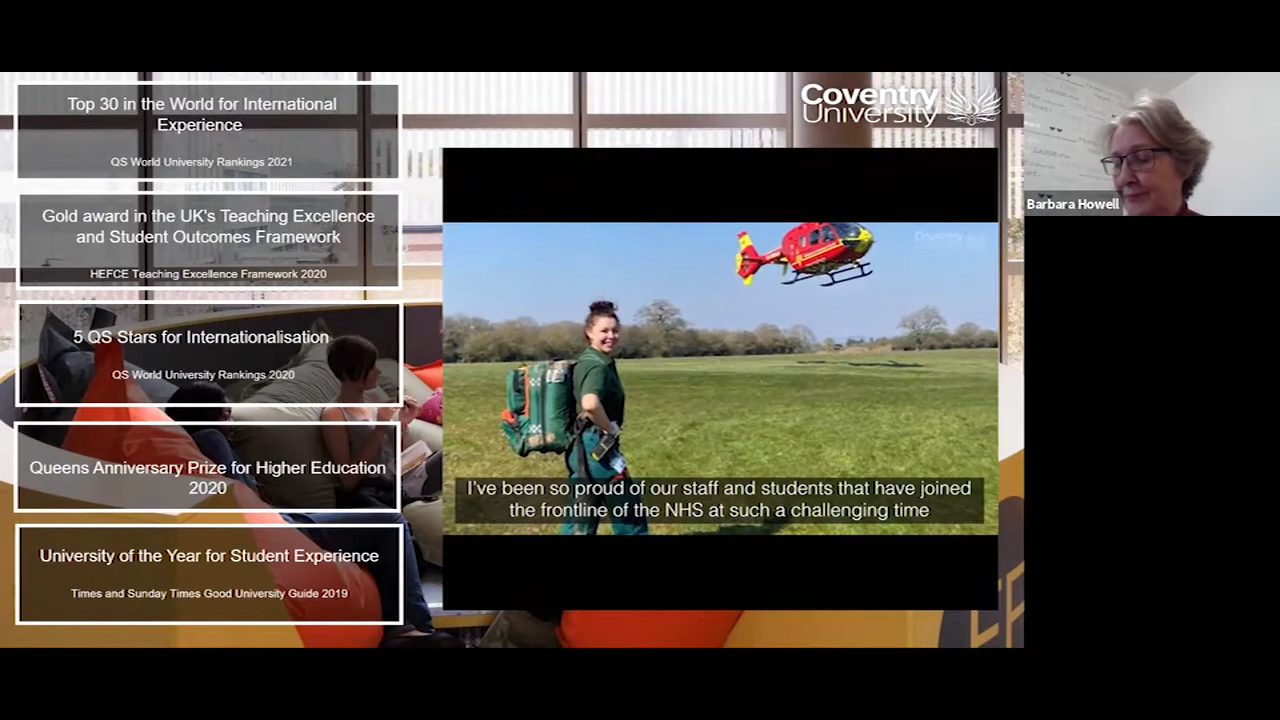 Top 30 in the World for International
Experience
QS World University Rankings 2021
Gold award in the UK's Teaching Excellence
and Student Outcomes Framework
HEFCE Teaching Excellence Framework 2020
5 QS Stars for Internationalisation
QS World University Rankings 2020
Queens Anniversary Prize for Higher Education
2020
University of the Year for Student Experience
Times and Sunday Times Good University Guide 2019
Coventry
University
Coventry
I've been so proud of our staff and students that have joined
the frontline of the NHS at such a challenging time
Barbara Howell